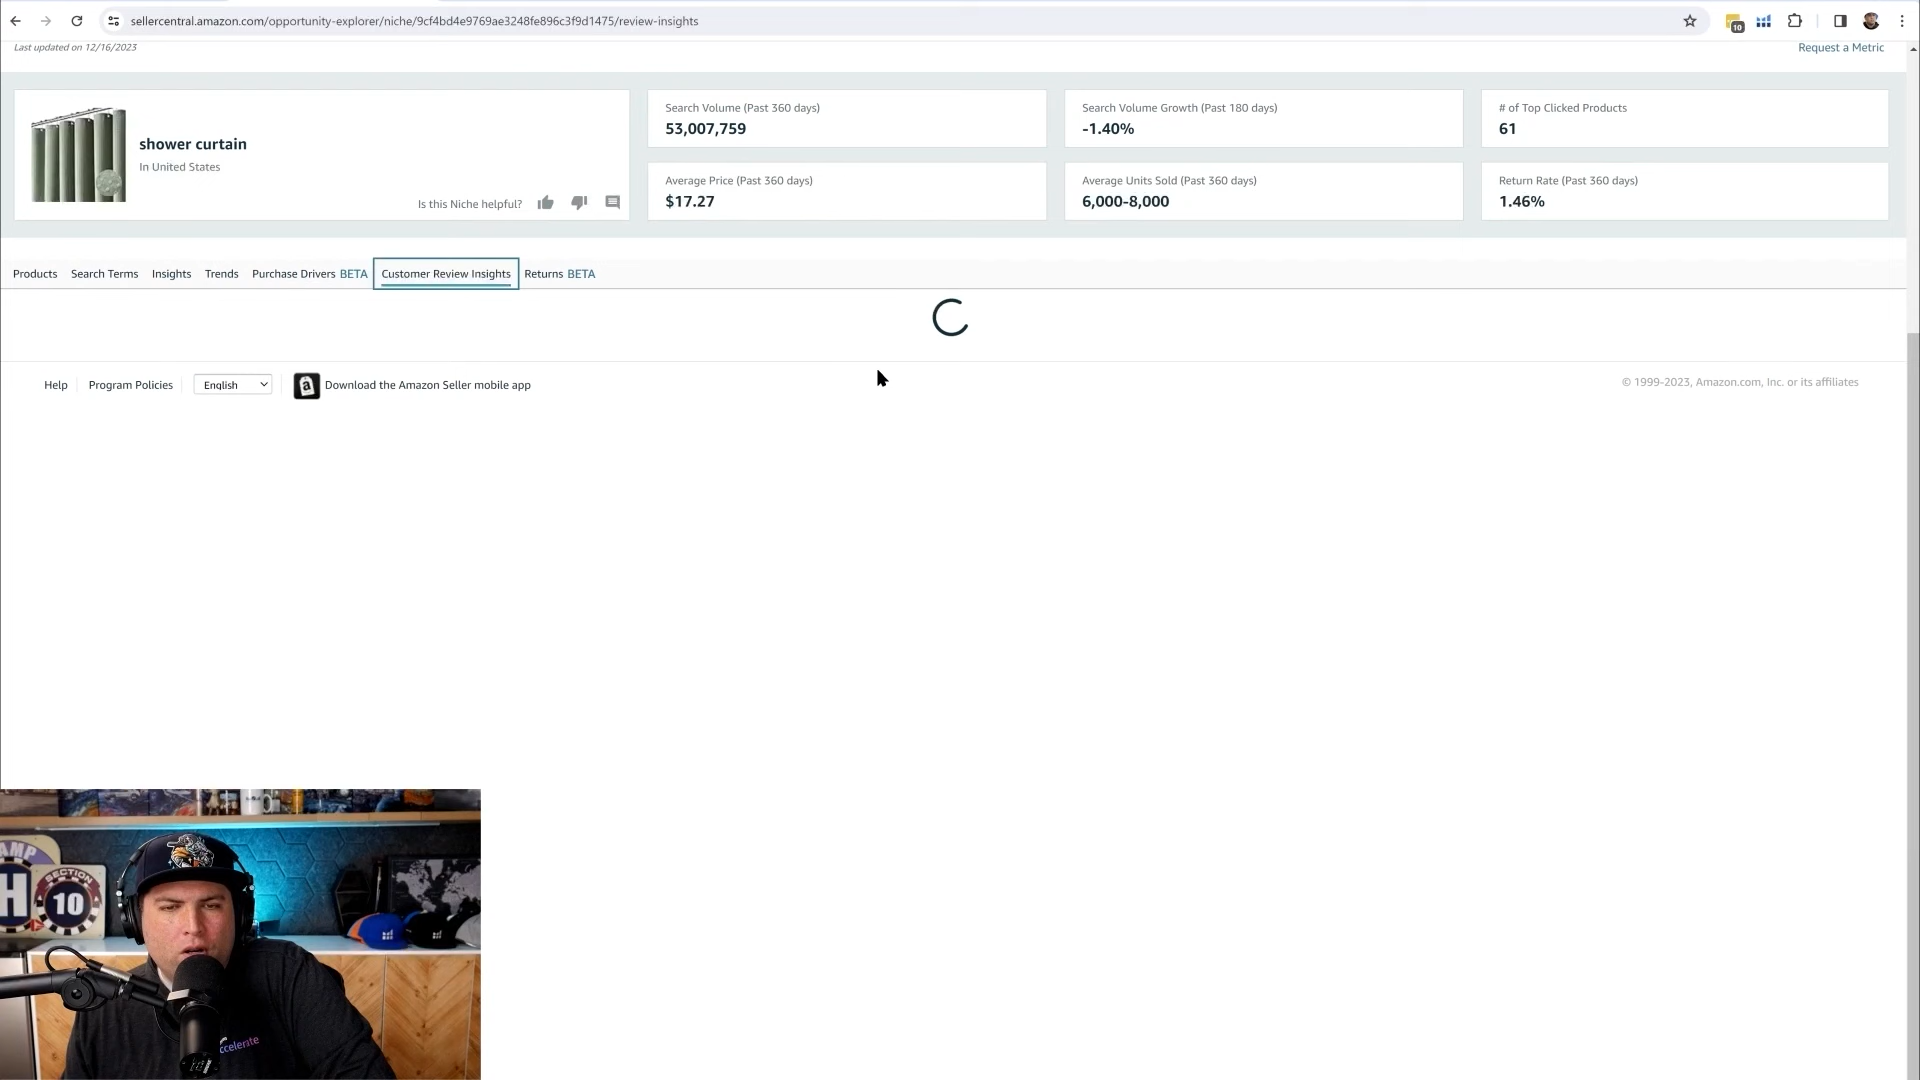 sellercentral.amazon.com/opportunity-explorer/niche/9cf4bd4e9769ae3248fe896c3f9d1475/review-insights
10
Last updated on 12/16/2023
Request a Metric
shower curtain
In United States
Is this Niche helpful?
Search Volume (Past 360 days)
53,007,759
Search Volume Growth (Past 180 days)
-1.40%
# of Top Clicked Products
61
Average Price (Past 360 days)
$17.27
Average Units Sold (Past 360 days)
6,000-8,000
Return Rate (Past 360 days)
1.46%
Products Search Terms Insights Trends Purchase Drivers BETA Customer Review Insights Returns BETA
Help Program Policies English Download the Amazon Seller mobile app
© 1999-2023, Amazon.com, Inc. or its affiliates
AMP
H
SECTION
10
ccelerate